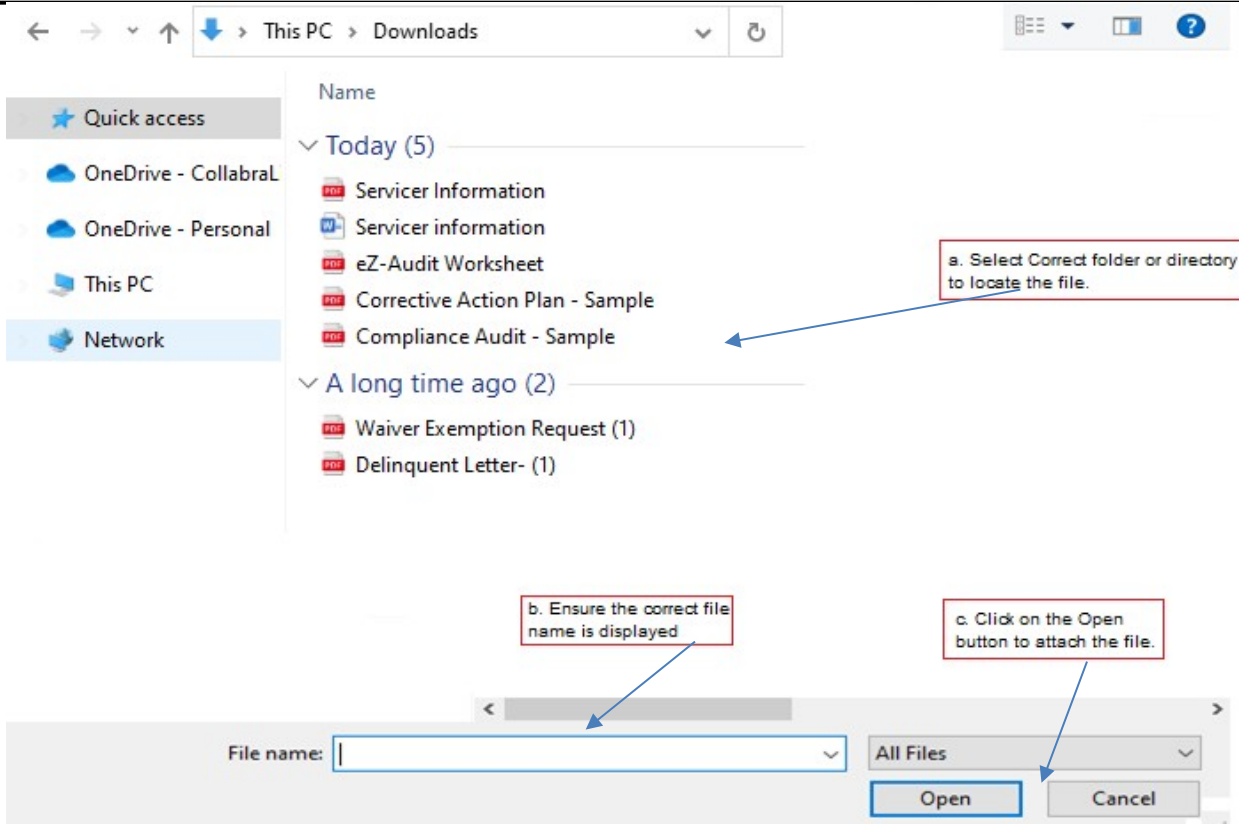 This PC > Downloads
Name
Quick access
Today (5)
OneDrive - CollabraL
Servicer Information
OneDrive - Personal
Servicer information
eZ-Audit Worksheet
a. Select Correct folder or directory
to locate the file.
This PC
Corrective Action Plan - Sample
Network
Compliance Audit - Sample
A long time ago (2)
Waiver Exemption Request (1)
Delinquent Letter- (1)
b. Ensure the correct file
name is displayed
c. Click on the Open
button to attach the file.
File name:
All Files
Open
Cancel